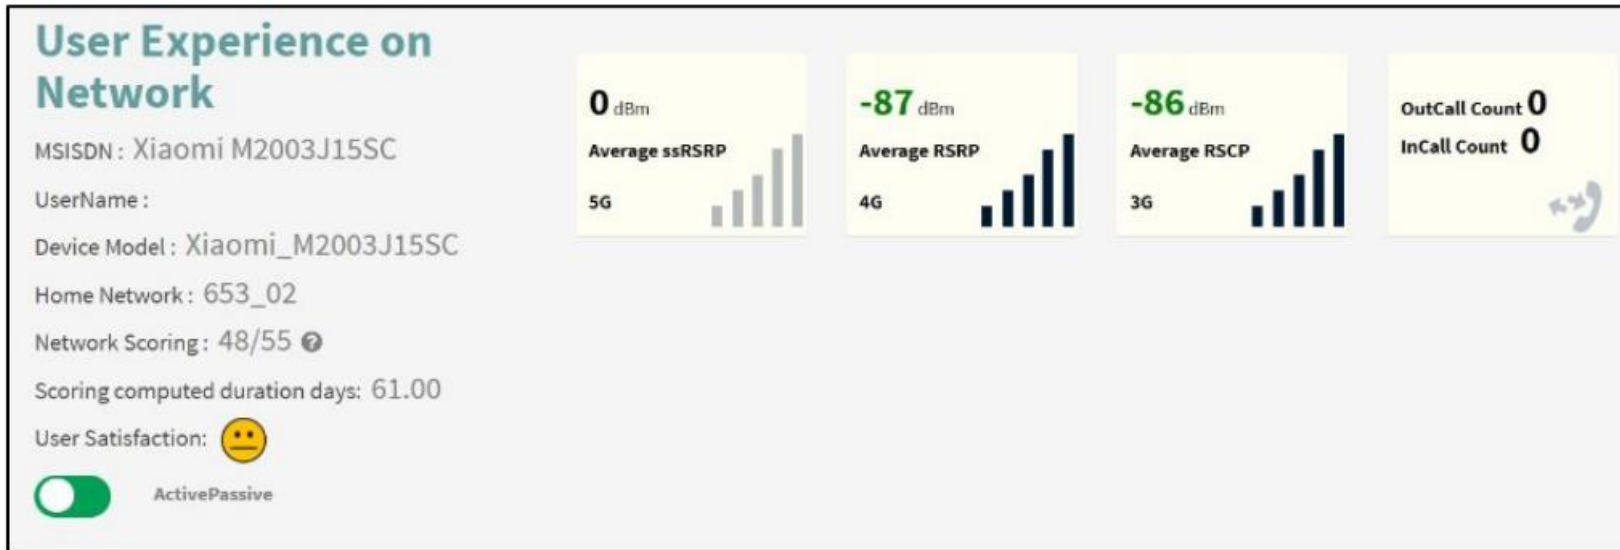 User Experience on
Network
MSISDN : Xiaomi M2003J15SC
UserName :
Device Model : Xiaomi_M2003J15SC
Home Network : 653_02
Network Scoring : 48/55 ?
Scoring computed duration days: 61.00
User Satisfaction:
ActivePassive
0 dBm
Average ssRSRP
5G
-87 dBm
Average RSRP
4G
-86 dBm
Average RSCP
3G
OutCall Count 0
InCall Count 0